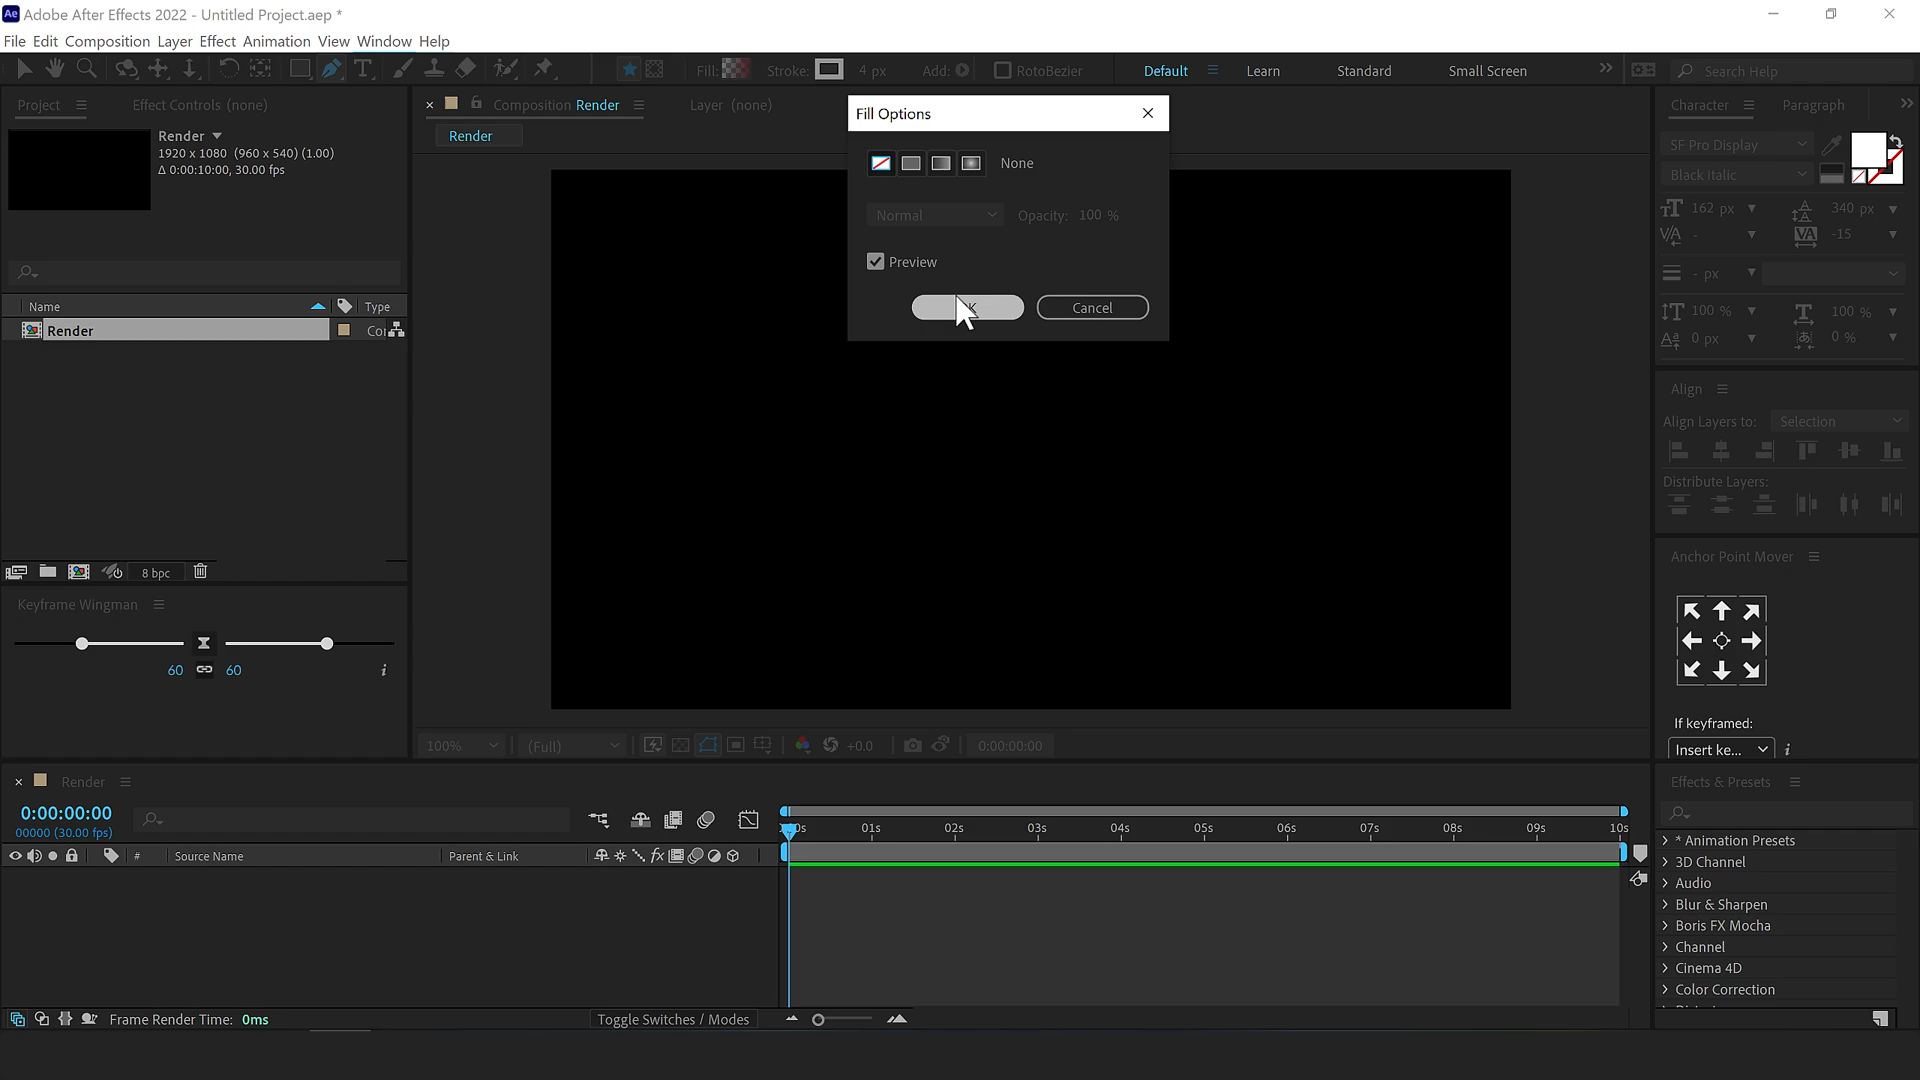 Ae Adobe After Effects 2022 - Untitled Project.aep *
File Edit Composition Layer Effect Animation View Window Help
Fill: Stroke: 4 px Add: RotoBezier Default Learn Standard Small Screen Search Help
Project Effect Controls (none)
Render
1920 x 1080 (960 x 540) (1.00)
Δ 0:00:10:00, 30.00 fps
Name Type
Render Co
8 bpc
Keyframe Wingman
60 60
Composition Render Layer (none)
Render
Fill Options
None
Normal Opacity: 100 %
Preview
Cancel
100% (Full) +0.0 0:00:00:00
Character Paragraph
SF Pro Display
Black Italic
162 px 340 px
- -15
- px
100 % 100 %
0 px 0 %
Align
Align Layers to: Selection
Distribute Layers:
Anchor Point Mover
If keyframed:
Insert ke...
Render
0:00:00:00
00000 (30.00 fps)
01s 02s 03s 04s 05s 06s 07s 08s 09s 10s
# Source Name Parent & Link
Frame Render Time: 0ms Toggle Switches / Modes
Effects & Presets
* Animation Presets
3D Channel
Audio
Blur & Sharpen
Boris FX Mocha
Channel
Cinema 4D
Color Correction